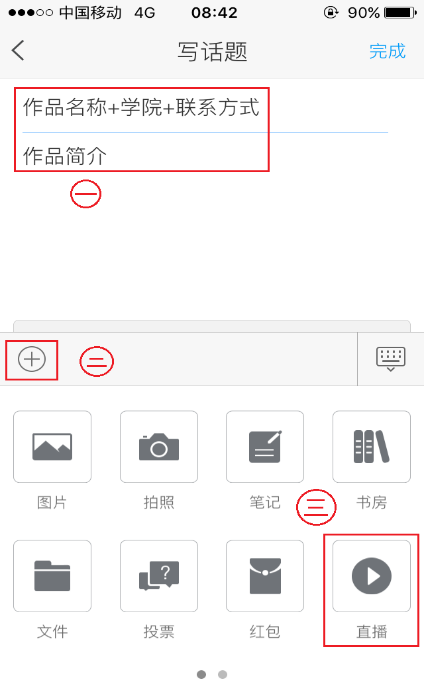 中国移动 4G 08:42 90%
写话题 完成
作品名称+学院+联系方式
作品简介
一
二
图片 拍照 笔记 书房
三
?
文件 投票 红包 直播